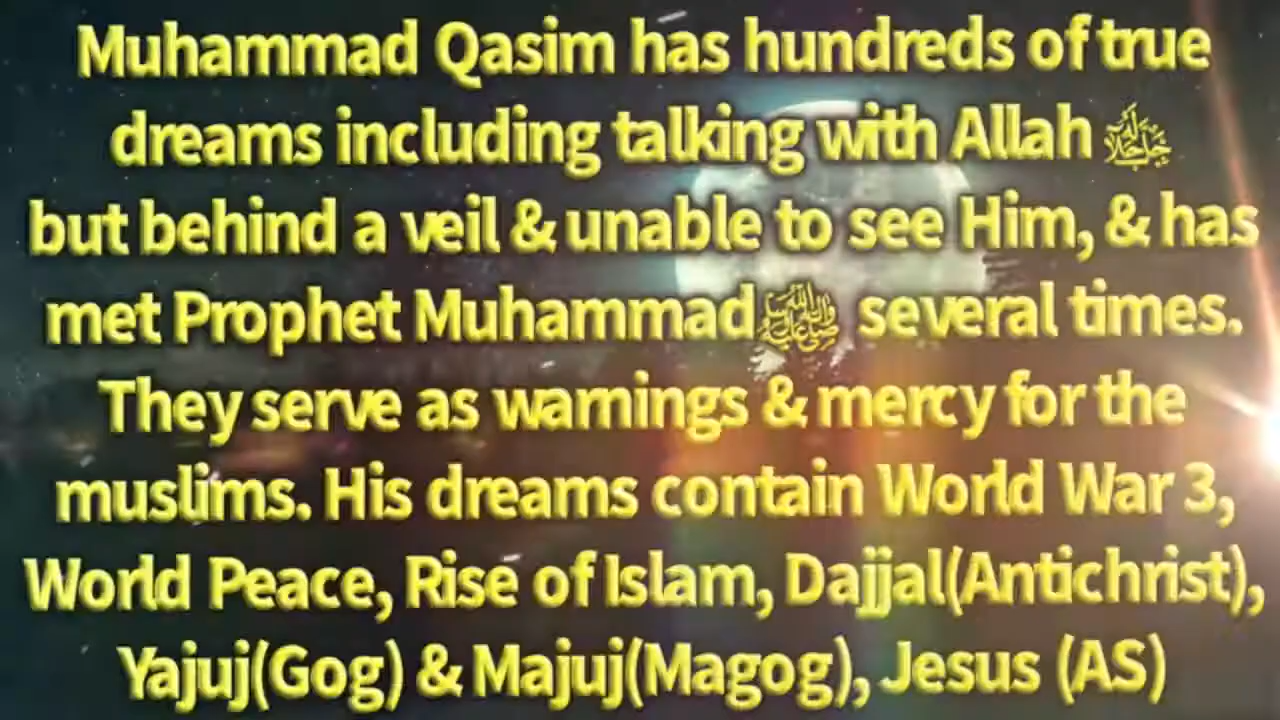 Muhammad Qasim has hundreds of true
dreams including talking with Allah ﷻ
but behind a veil & unable to see Him, & has
met Prophet Muhammad ﷺ several times.
They serve as warnings & mercy for the
muslims. His dreams contain World War 3,
World Peace, Rise of Islam, Dajjal(Antichrist),
Yajuj(Gog) & Majuj(Magog), Jesus (AS)